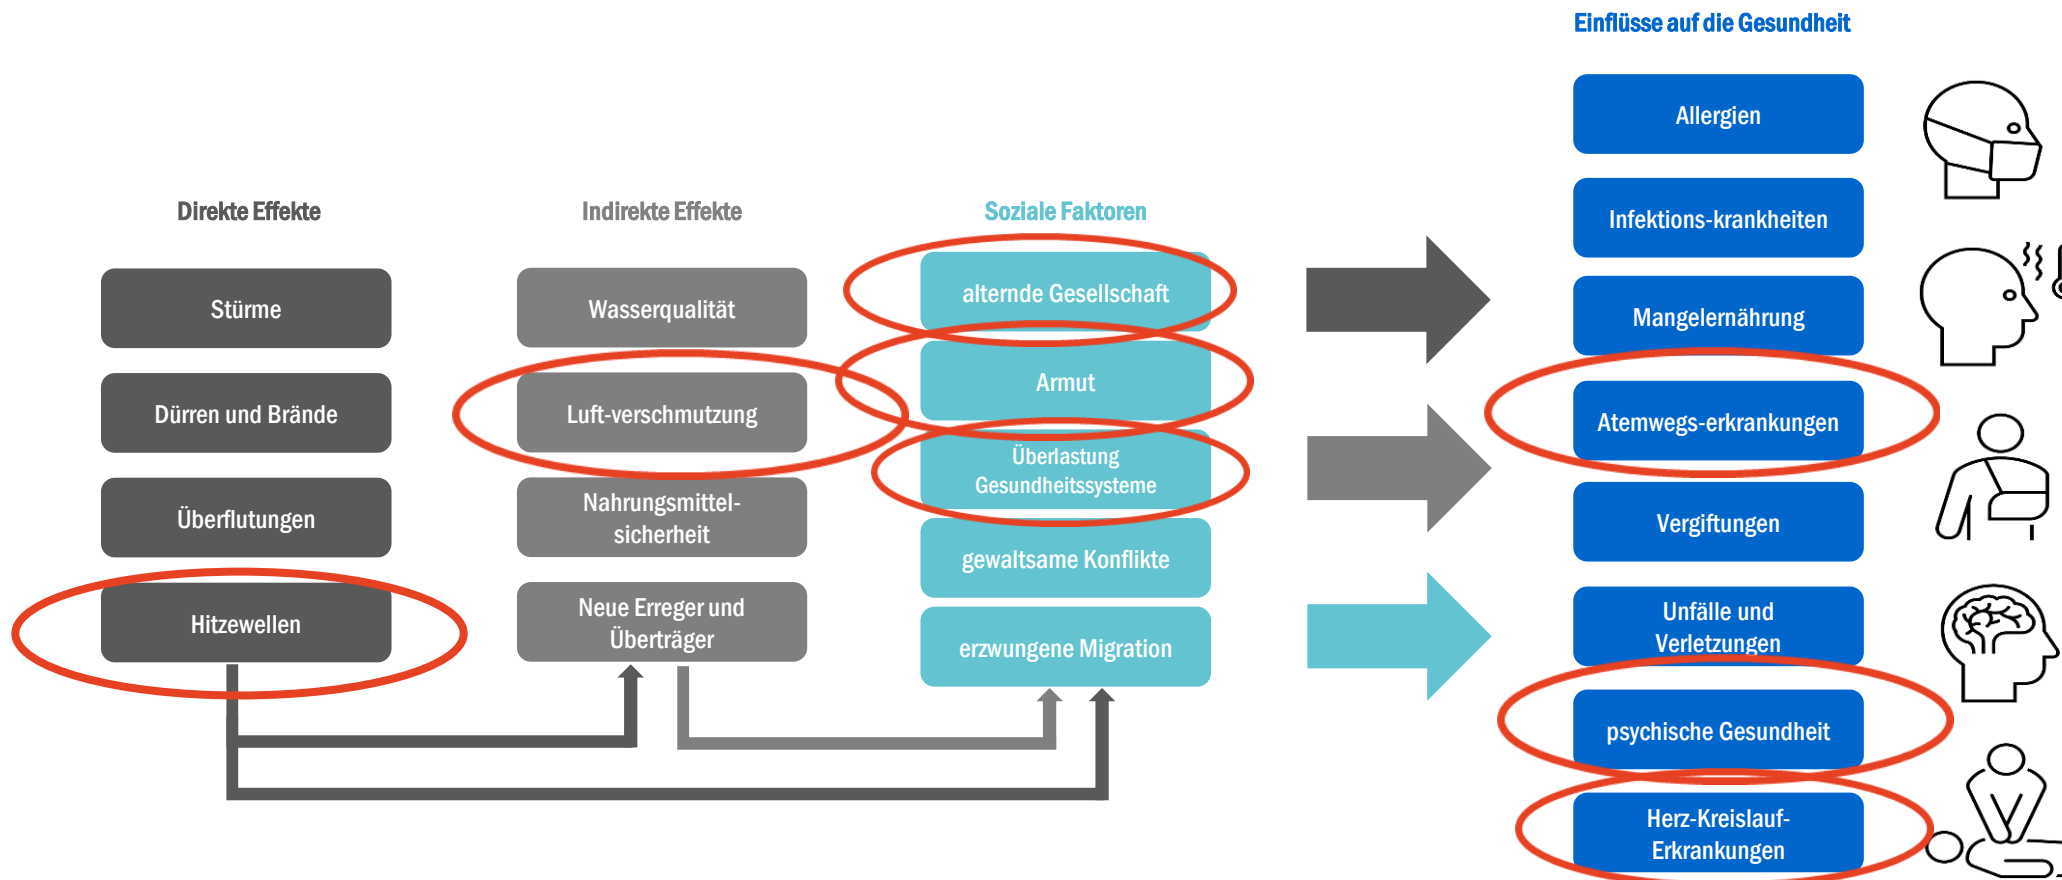 Einflüsse auf die Gesundheit
Direkte Effekte
Stürme
Dürren und Brände
Überflutungen
Hitzewellen
Indirekte Effekte
Wasserqualität
Luft-verschmutzung
Nahrungsmittel-
sicherheit
Neue Erreger und
Überträger
Soziale Faktoren
alternde Gesellschaft
Armut
Überlastung
Gesundheitssysteme
gewaltsame Konflikte
erzwungene Migration
Allergien
Infektions-krankheiten
Mangelernährung
Atemwegs-erkrankungen
Vergiftungen
Unfälle und
Verletzungen
psychische Gesundheit
Herz-Kreislauf-
Erkrankungen